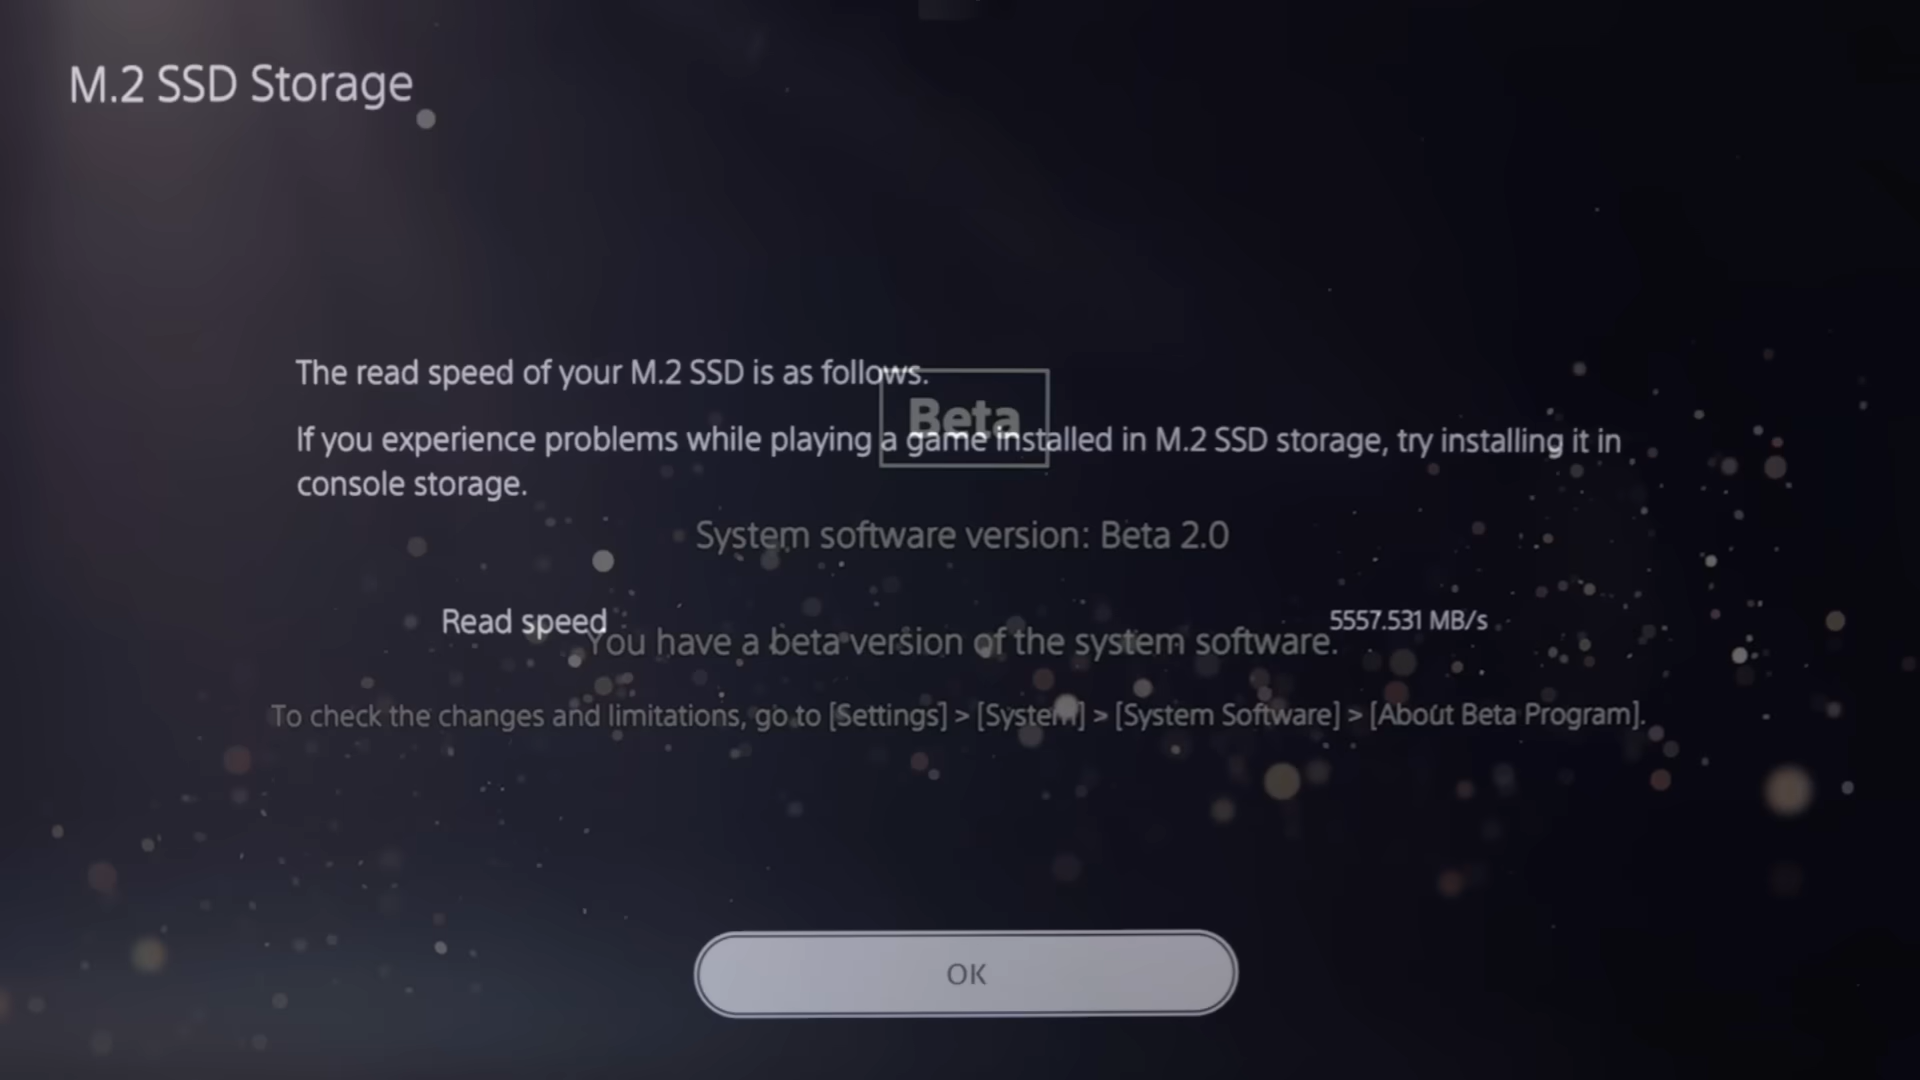 M.2 SSD Storage
The read speed of your M.2 SSD is as follows.
Beta
If you experience problems while playing a game installed in M.2 SSD storage, try installing it in
console storage.
System software version: Beta 2.0
Read speed
5557.531 MB/s
You have a beta version of the system software.
To check the changes and limitations, go to [Settings] > [System] > [System Software] > [About Beta Program].
OK